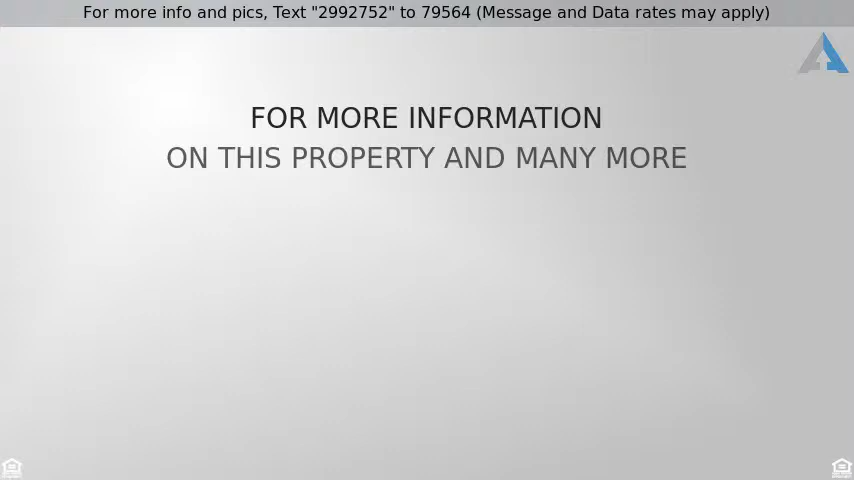 For more info and pics, Text "2992752" to 79564 (Message and Data rates may apply)
FOR MORE INFORMATION
ON THIS PROPERTY AND MANY MORE